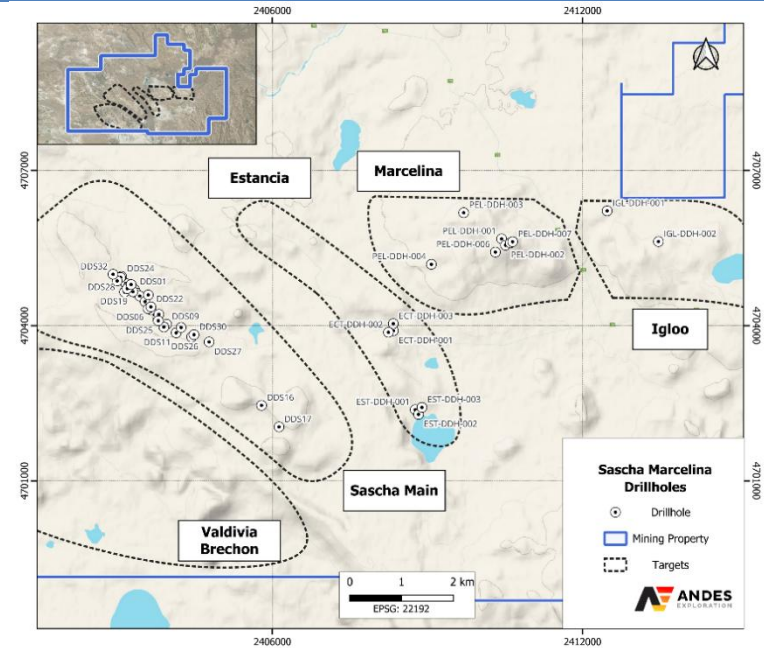 2406000
2412000
4707000
4707000
Estancia
Marcelina
PEL-DDH-003
IGL-DDH-001
PEL-DDH-001
PEL-DDH-007
PEL-DDH-006
PEL-DDH-002
IGL-DDH-002
PEL-DDH-004
DDS32
DDS24
DDS01
DDS28
DDS19
DDS22
DDS06
DDS09
DDS25
DDS30
DDS11
DDS26
DDS27
ECT-DDH-003
ECT-DDH-002
ECT-DDH-001
4704000
4704000
Igloo
DDS16
DDS17
EST-DDH-001
EST-DDH-003
EST-DDH-002
4701000
4701000
Sascha Main
Valdivia
Brechon
Sascha Marcelina
Drillholes
Drillhole
Mining Property
Targets
ANDES
EXPLORATION
0 1 2 km
EPSG: 22192
2406000
2412000